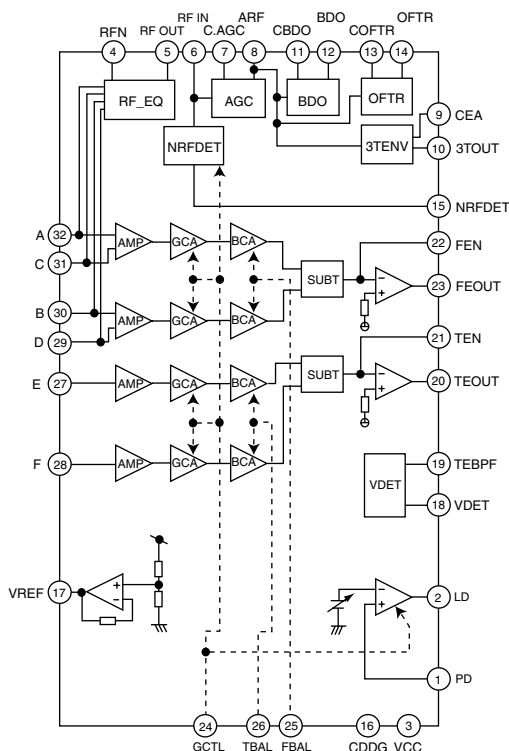 RFN
RF OUT
RF IN
C.AGC
ARF
CBDO
BDO
COFTR
OFTR
4
5
6
7
8
11
12
13
14
RF_EQ
AGC
BDO
OFTR
9 CEA
3TENV
10 3TOUT
NRFDET
15 NRFDET
A 32
AMP
GCA
BCA
22 FEN
C 31
SUBT
−
+
23 FEOUT
B 30
AMP
GCA
BCA
D 29
21 TEN
E 27
AMP
GCA
BCA
SUBT
−
+
20 TEOUT
F 28
AMP
GCA
BCA
19 TEBPF
VDET
18 VDET
VREF 17
+
−
−
+
2 LD
1 PD
24
26
25
16
3
GCTL
TBAL
FBAL
CDDG
VCC